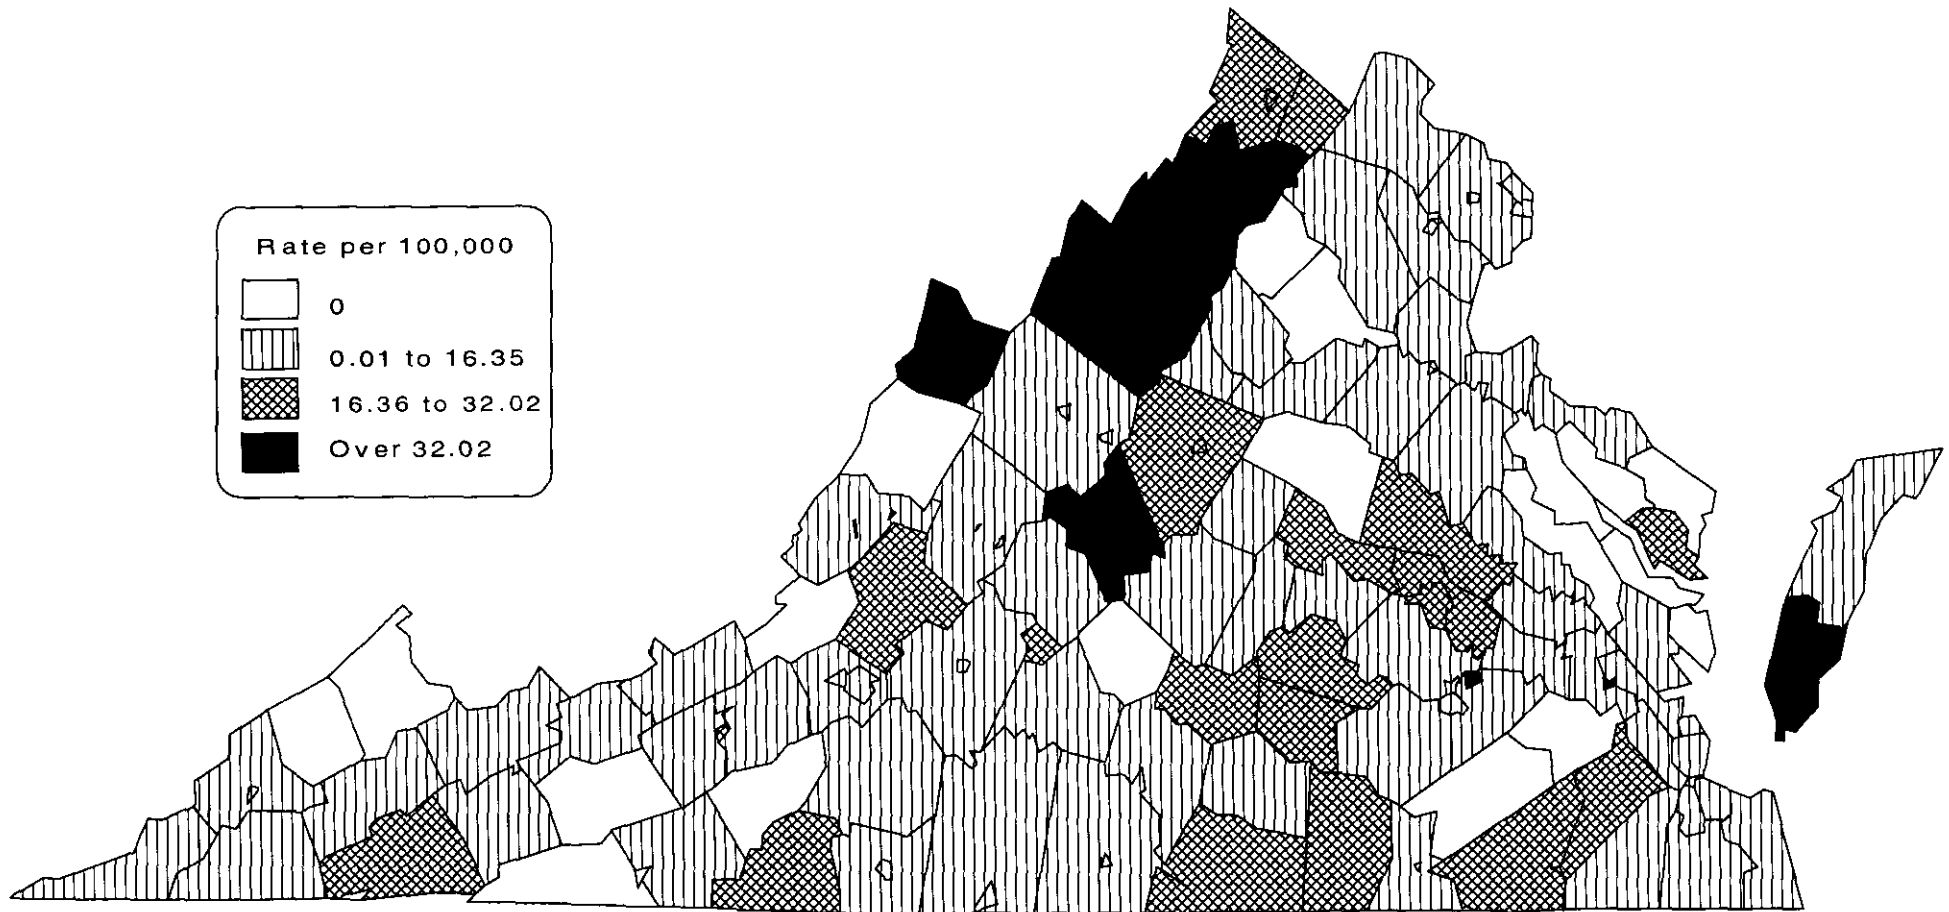 Rate per 100,000
0
0.01 to 16.35
16.36 to 32.02
Over 32.02